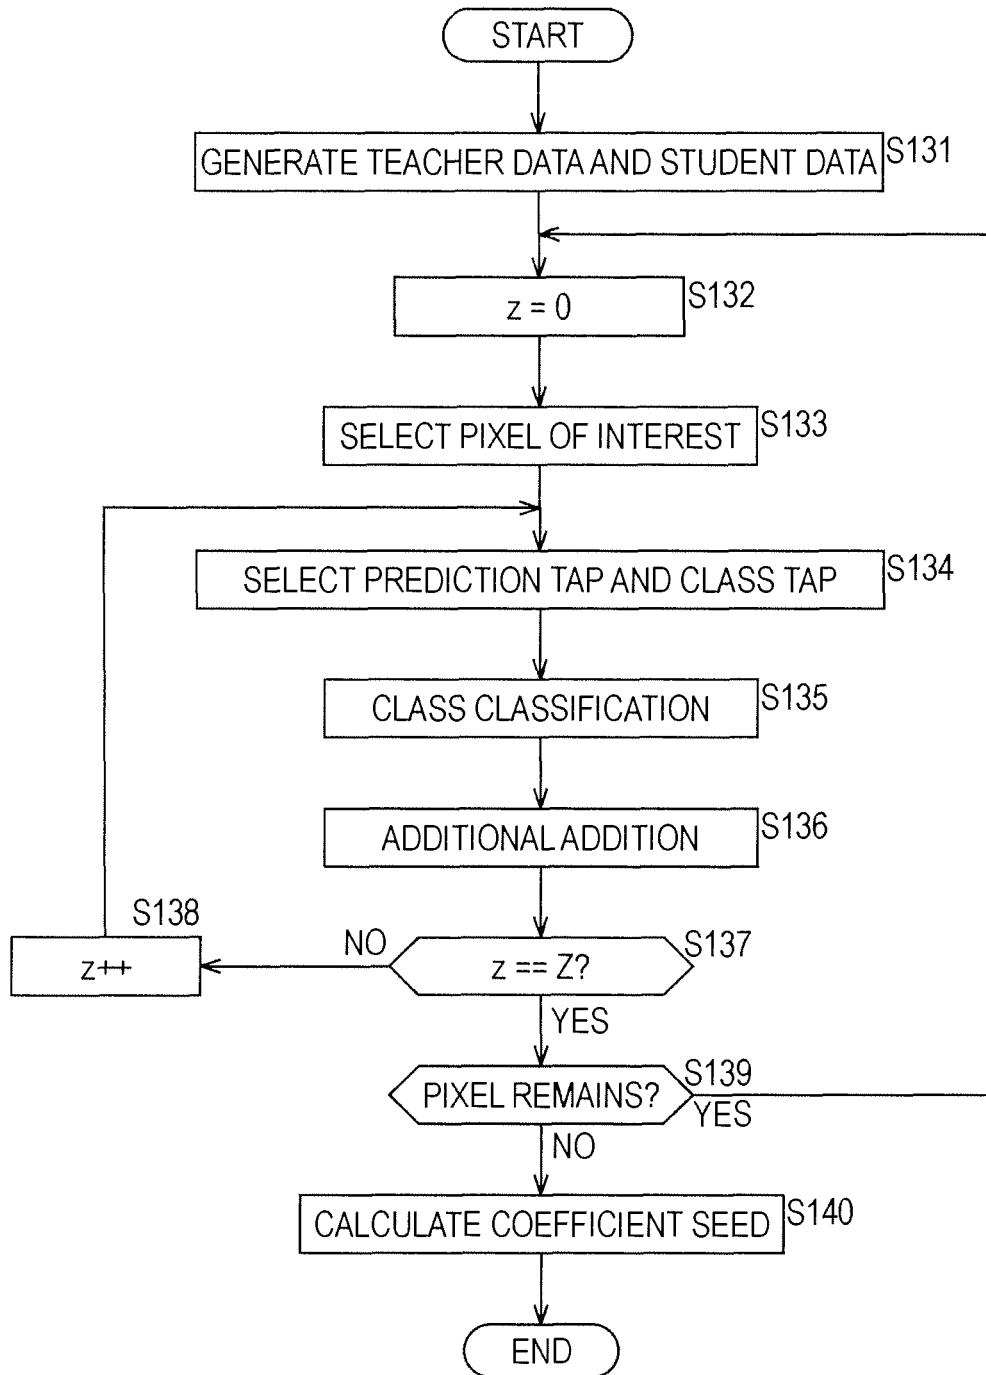 START
GENERATE TEACHER DATA AND STUDENT DATA
S131
z = 0
S132
SELECT PIXEL OF INTEREST
S133
SELECT PREDICTION TAP AND CLASS TAP
S134
CLASS CLASSIFICATION
S135
ADDITIONAL ADDITION
S136
S138
z++
NO
z == Z?
S137
YES
PIXEL REMAINS?
S139
YES
NO
CALCULATE COEFFICIENT SEED
S140
END